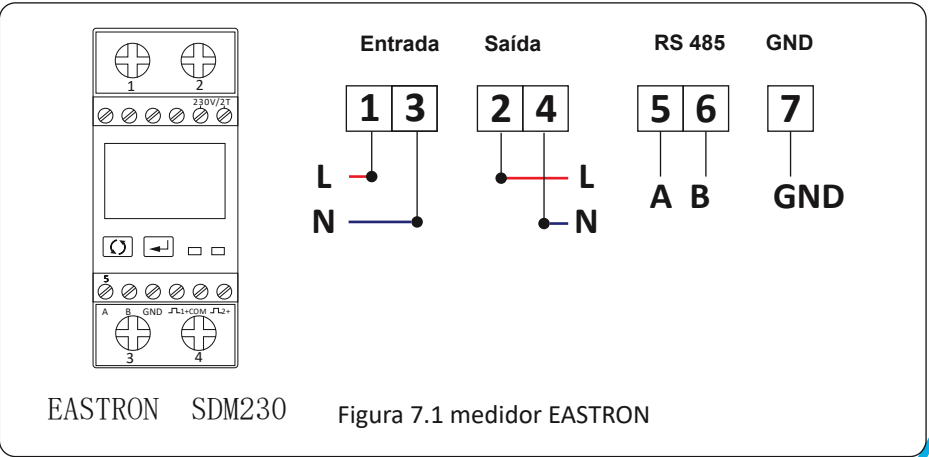 Entrada Saída RS 485 GND
1 2
230V/2T
1 3 2 4 5 6 7
L L
A B GND
N N
5
A B GND 1+COM 2+
3 4
EASTRON SDM230
Figura 7.1 medidor EASTRON